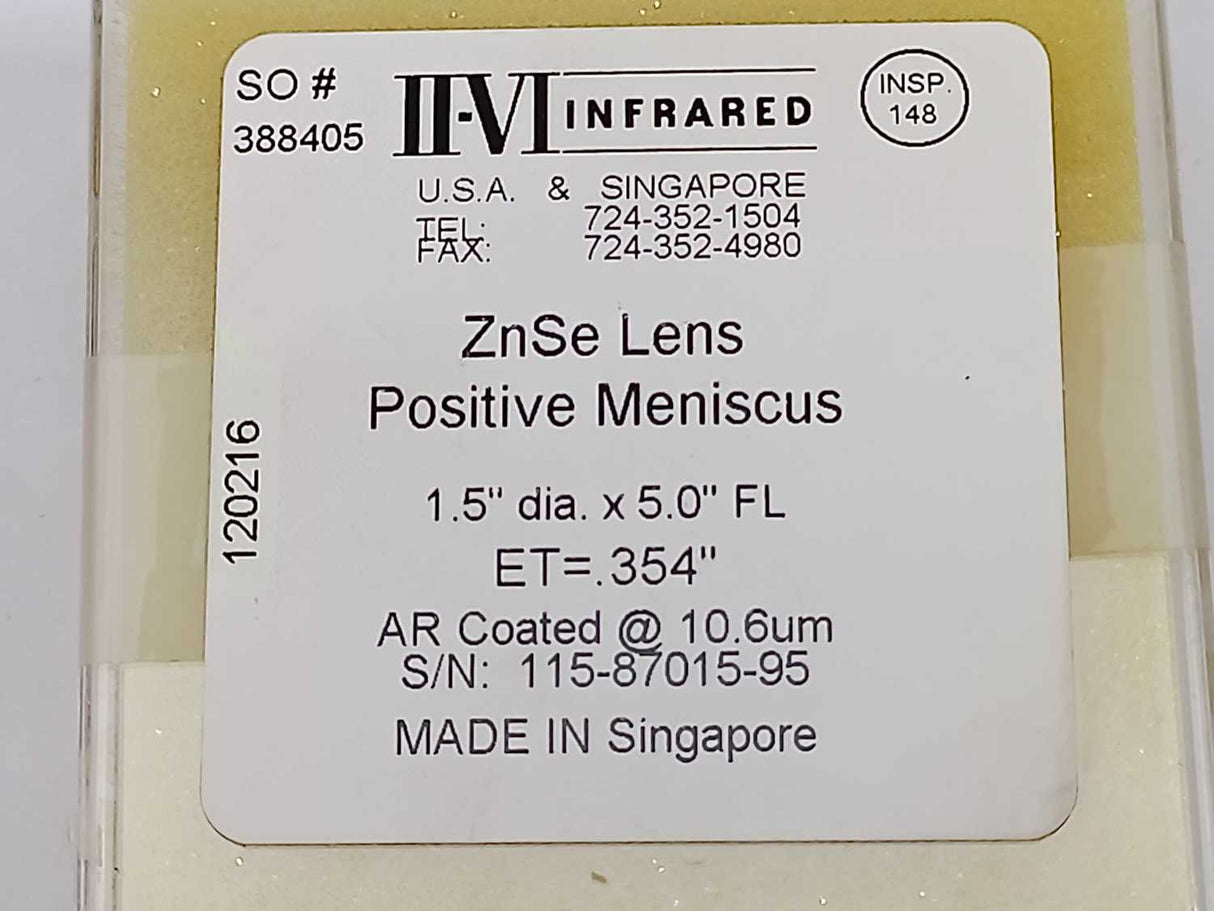 SO #
388405
II-VI INFRARED
INSP.
148
U.S.A. & SINGAPORE
TEL: 724-352-1504
FAX: 724-352-4980
ZnSe Lens
Positive Meniscus
1.5" dia. x 5.0" FL
ET=.354"
AR Coated @ 10.6um
S/N: 115-87015-95
MADE IN Singapore
120216